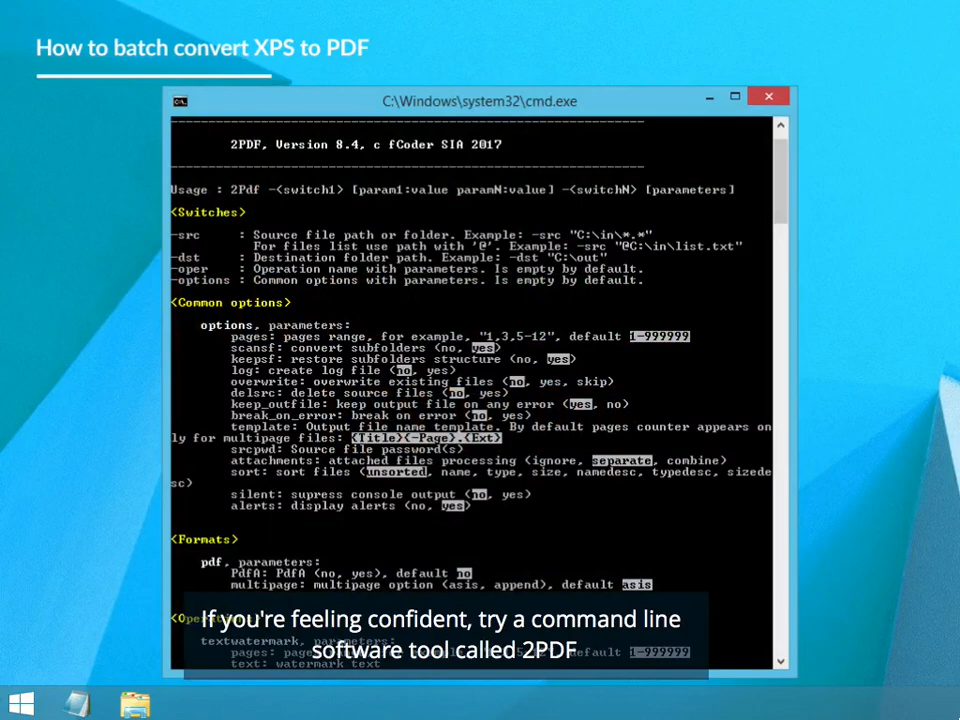 How to batch convert XPS to PDF
C:\Windows\system32\cmd.exe
2PDF, Version 8.4, c fCoder SIA 2017
Usage : 2Pdf -<switch1> [param1:value paramN:value] -<switchN> [parameters]
<Switches>
-src : Source file path or folder. Example: -src "C:\in\*.*"
For files list use path with '@'. Example: -src "@C:\in\list.txt"
-dst : Destination folder path. Example: -dst "C:\out"
-oper : Operation name with parameters. Is empty by default.
-options : Common options with parameters. Is empty by default.
<Common options>
options, parameters:
pages: pages range, for example, "1,3,5-12", default 1-999999
scansf: convert subfolders (no, yes)
keepsf: restore subfolders structure (no, yes)
log: create log file (no, yes)
overwrite: overwrite existing files (no, yes, skip)
delsrc: delete source files (no, yes)
keep_outfile: keep output file on any error (yes, no)
break_on_error: break on error (no, yes)
template: Output file name template. By default pages counter appears on
ly for multipage files: {Title}{-Page}.{Ext}
srcpwd: Source file password(s)
attachments: attached files processing (ignore, separate, combine)
sort: sort files (unsorted, name, type, size, namedesc, typedesc, sizede
sc)
silent: supress console output (no, yes)
alerts: display alerts (no, yes)
<Formats>
pdf, parameters:
PdfA: PdfA (no, yes), default no
multipage: multipage option (asis, append), default asis
If you're feeling confident, try a command line
software tool called 2PDF
textwatermark, parameters:
pages: pages 1-999999
text: watermark text